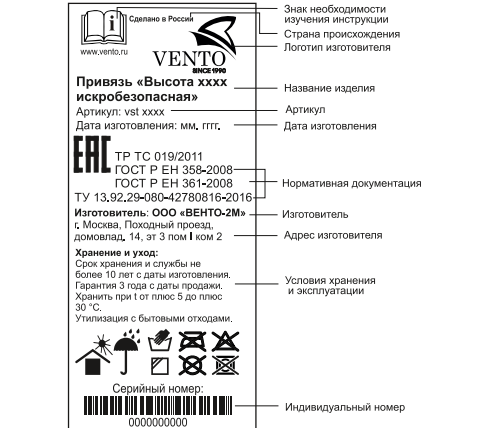 Сделано в России
i
www.vento.ru
VENTO
SINCE 1990
Привязь «Высота хххх
искробезопасная»
Артикул: vst xxxx
Дата изготовления: мм. гггг.
EAC
ТР ТС 019/2011
ГОСТ Р ЕН 358-2008
ГОСТ Р ЕН 361-2008
ТУ 13.92.29-080-42780816-2016
Изготовитель: ООО «ВЕНТО-2М»
г. Москва, Походный проезд,
домовлад. 14, эт 3 пом I ком 2
Хранение и уход:
Срок хранения и службы не
более 10 лет с даты изготовления.
Гарантия 3 года с даты продажи.
Хранить при t от плюс 5 до плюс
30 °С.
Утилизация с бытовыми отходами.
Серийный номер:
0000000000
Знак необходимости
изучения инструкции
Страна происхождения
Логотип изготовителя
Название изделия
Артикул
Дата изготовления
Нормативная документация
Изготовитель
Адрес изготовителя
Условия хранения
и эксплуатации
Индивидуальный номер